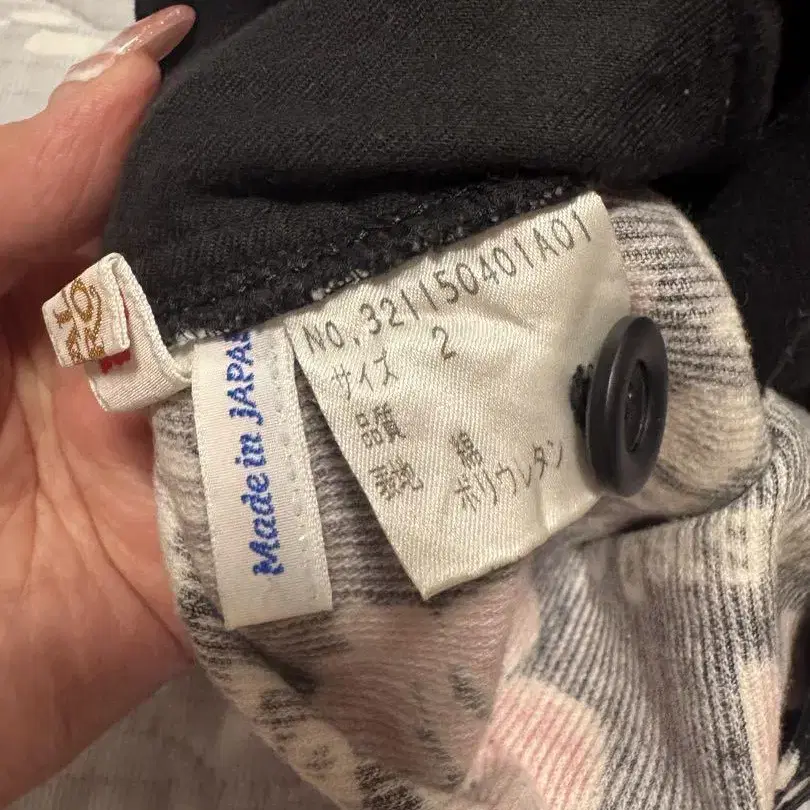 NO, 321150401A01
サイズ 2
品質
表地 綿
ポリウレタン
Made in JAPAN